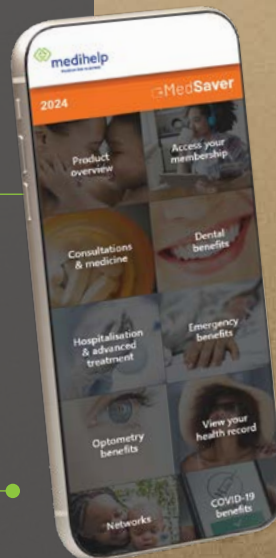 medihelp
2024
MedSaver
Product
overview
Access your
membership
Consultations
& medicine
Dental
benefits
Hospitalisation
& advanced
treatment
Emergency
benefits
Optometry
benefits
View your
health record
Networks
COVID-19
benefits